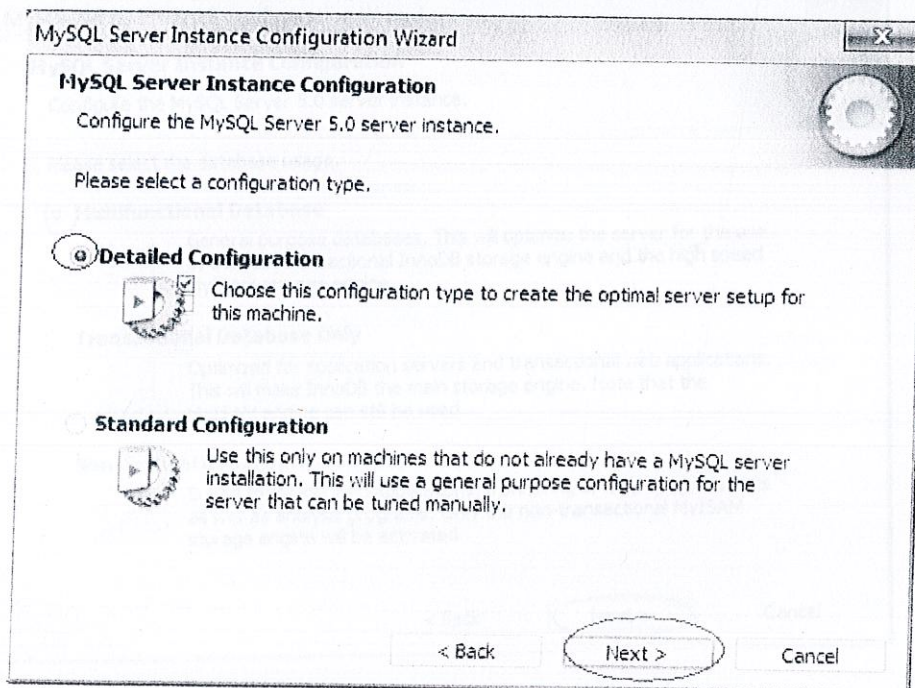 MySQL Server Instance Configuration Wizard
MySQL Server Instance Configuration
Configure the MySQL Server 5.0 server instance.
Please select a configuration type.
Detailed Configuration
Choose this configuration type to create the optimal server setup for
this machine.
Standard Configuration
Use this only on machines that do not already have a MySQL server
installation. This will use a general purpose configuration for the
server that can be tuned manually.
< Back
Next >
Cancel